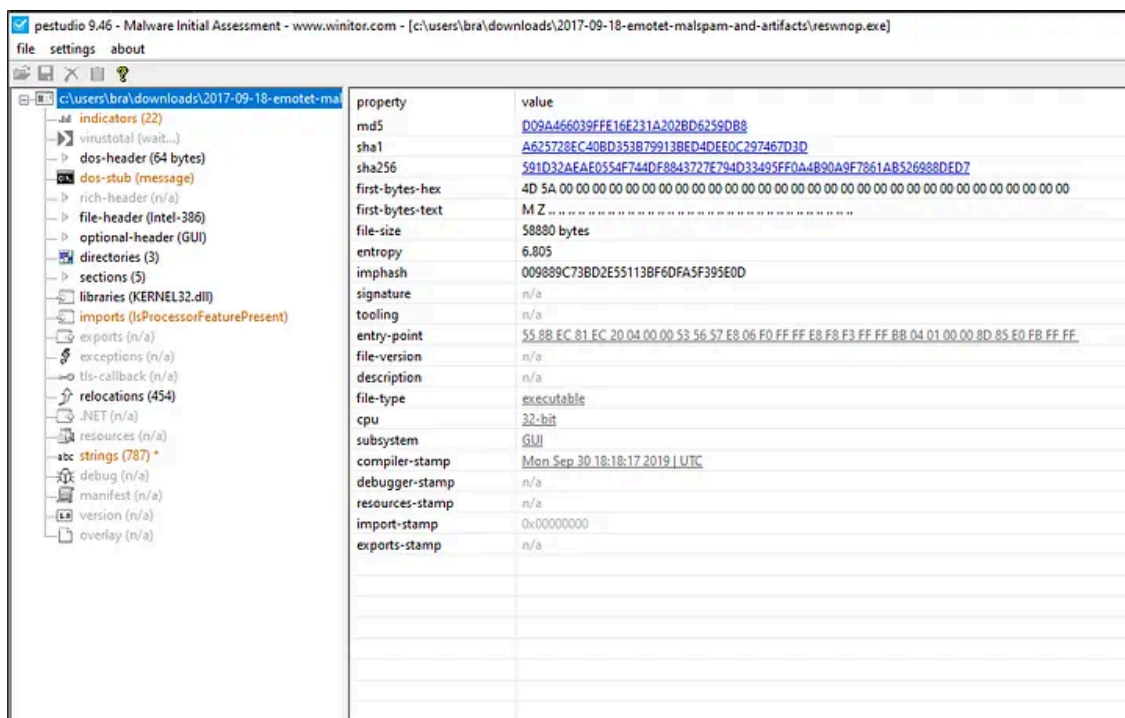 pestudio 9.46 - Malware Initial Assessment - www.winitor.com - [c:\users\bra\downloads\2017-09-18-emotet-malspam-and-artifacts\reswnop.exe]
file settings about
c:\users\bra\downloads\2017-09-18-emotet-mal
indicators (22)
virustotal (wait...)
dos-header (64 bytes)
dos-stub (message)
rich-header (n/a)
file-header (Intel-386)
optional-header (GUI)
directories (3)
sections (5)
libraries (KERNEL32.dll)
imports (IsProcessorFeaturePresent)
exports (n/a)
exceptions (n/a)
tls-callback (n/a)
relocations (454)
.NET (n/a)
resources (n/a)
abc strings (787) *
debug (n/a)
manifest (n/a)
1.0 version (n/a)
overlay (n/a)
property value
md5 D09A466039FFE16E231A202BD6259DB8
sha1 A625728EC40BD353B79913BED4DEE0C297467D3D
sha256 591D32AEAE0554F744DF8843727E794D33495FF0A4B90A9F7861AB526988DED7
first-bytes-hex 4D 5A 00 00 00 00 00 00 00 00 00 00 00 00 00 00 00 00 00 00 00 00 00 00 00 00 00 00 00 00 00 00
first-bytes-text M Z .. .. .. .. .. .. .. .. .. .. .. .. .. .. .. .. .. .. .. .. .. .. .. .. .. .. .. .. .. ..
file-size 58880 bytes
entropy 6.805
imphash 009889C73BD2E55113BF6DFA5F395E0D
signature n/a
tooling n/a
entry-point 55 8B EC 81 EC 20 04 00 00 53 56 57 E8 06 F0 FF FF E8 F8 F3 FF FF BB 04 01 00 00 8D 85 E0 FB FF FF
file-version n/a
description n/a
file-type executable
cpu 32-bit
subsystem GUI
compiler-stamp Mon Sep 30 18:18:17 2019 | UTC
debugger-stamp n/a
resources-stamp n/a
import-stamp 0x00000000
exports-stamp n/a